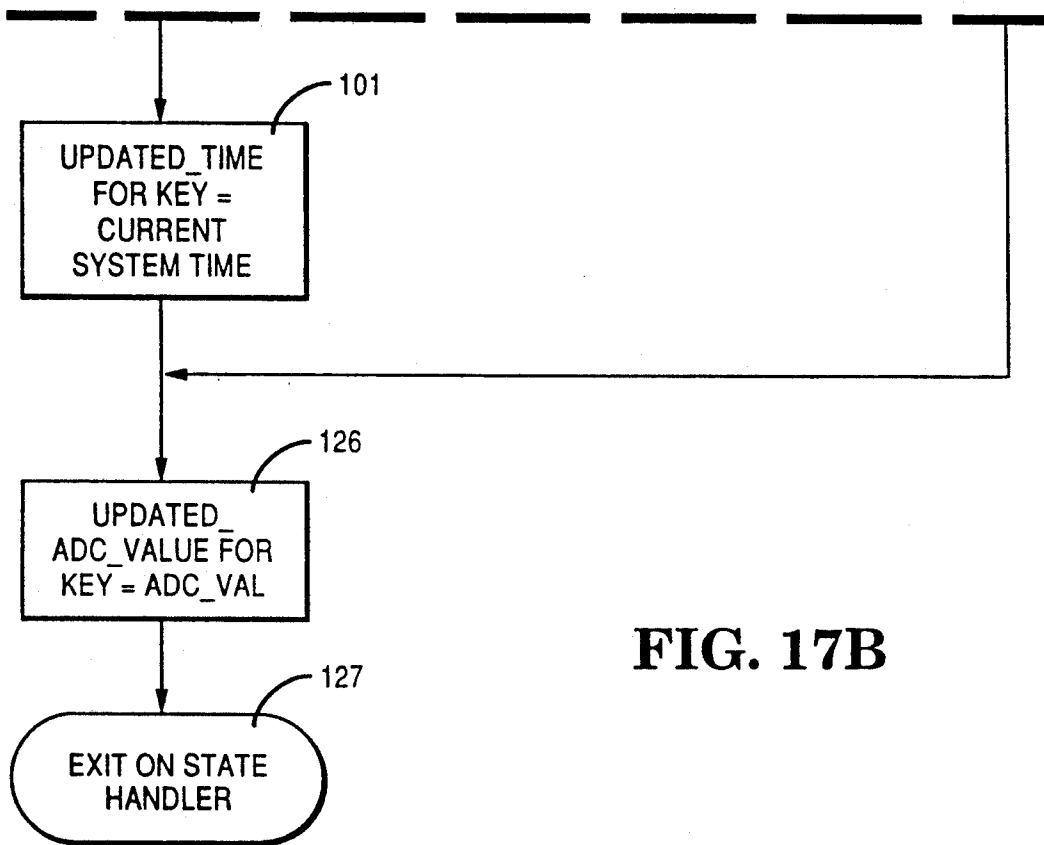 101
UPDATED_TIME
FOR KEY =
CURRENT
SYSTEM TIME
126
UPDATED_
ADC_VALUE FOR
KEY = ADC_VAL
FIG. 17B
127
EXIT ON STATE
HANDLER